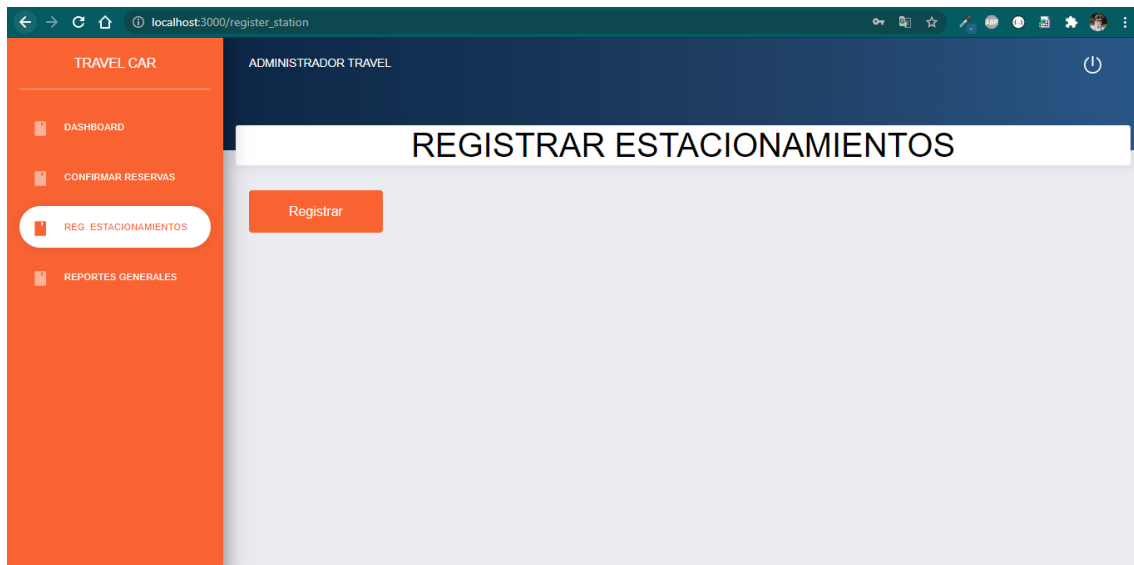 localhost:3000/register_station
TRAVEL CAR
ADMINISTRADOR TRAVEL
DASHBOARD
CONFIRMAR RESERVAS
REG. ESTACIONAMIENTOS
REPORTES GENERALES
REGISTRAR ESTACIONAMIENTOS
Registrar